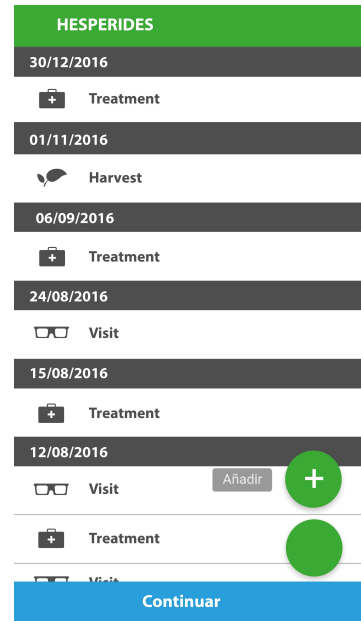 HESPERIDES
30/12/2016
Treatment
01/11/2016
Harvest
06/09/2016
Treatment
24/08/2016
Visit
15/08/2016
Treatment
12/08/2016
Visit
Añadir
+
Treatment
Visit
Continuar